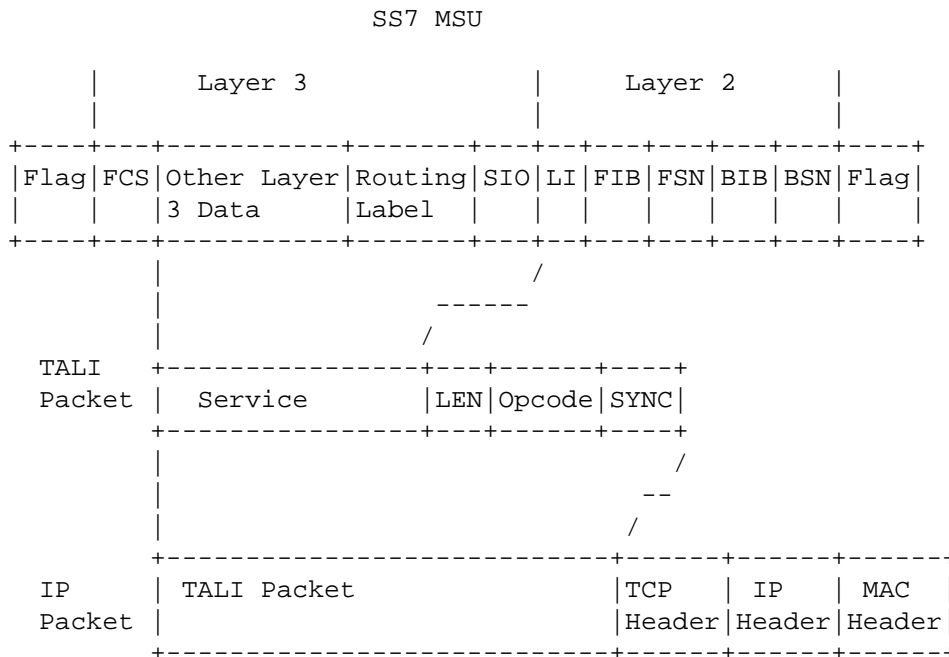 SS7 MSU
| Layer 3 | Layer 2 |
| | |
+----+---+-----------+-------+---+--+---+---+---+---+----+
|Flag|FCS|Other Layer|Routing|SIO|LI|FIB|FSN|BIB|BSN|Flag|
| | |3 Data |Label | | | | | | | |
+----+---+-----------+-------+---+--+---+---+---+---+----+
| /
| ------
| /
TALI +----------------+---+------+----+
Packet | Service |LEN|Opcode|SYNC|
+----------------+---+------+----+
| /
| --
| /
+----------------------------+------+------+-------+
IP | TALI Packet |TCP | IP | MAC |
Packet | |Header|Header|Header|
+----------------------------+------+------+-------+